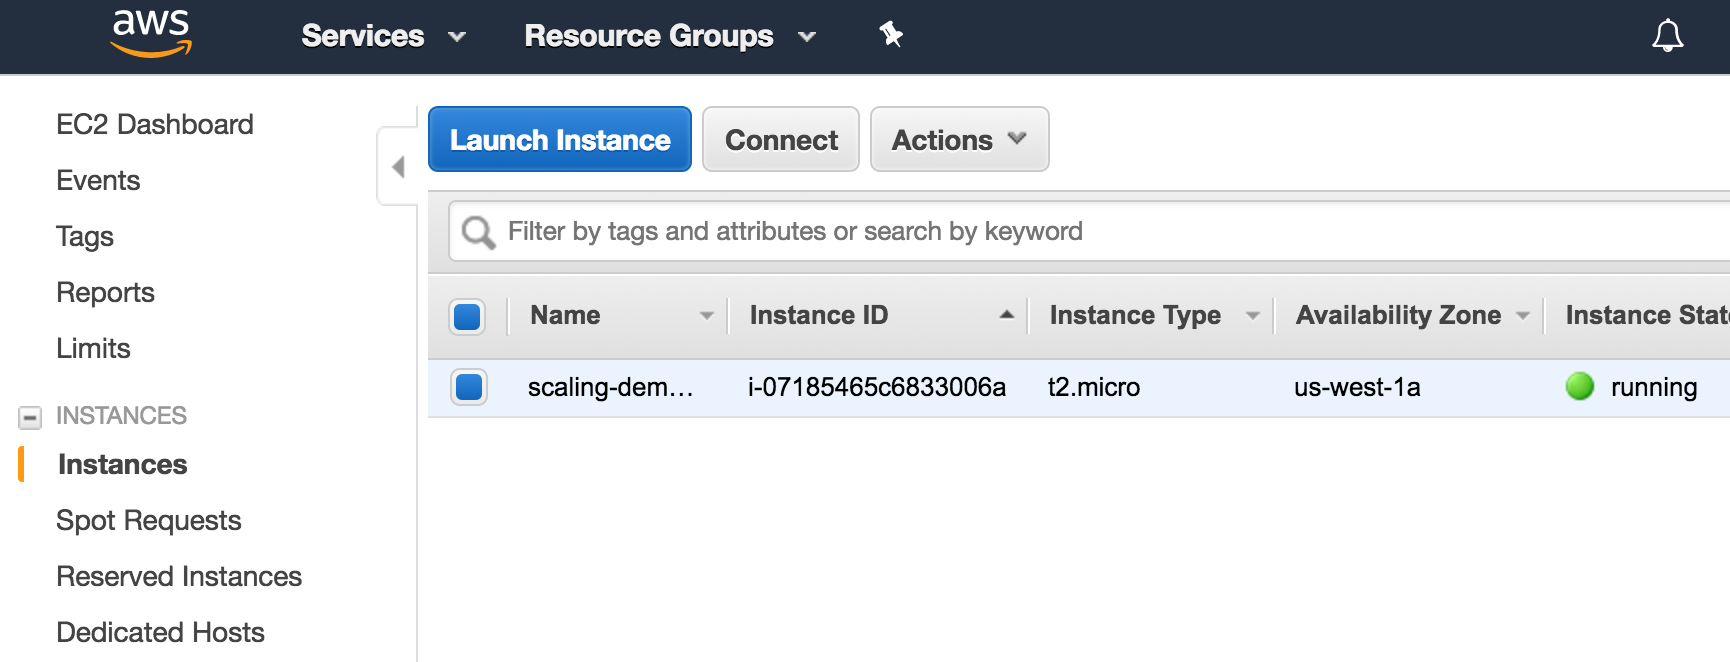 aws
Services
Resource Groups
EC2 Dashboard
Events
Tags
Reports
Limits
INSTANCES
Instances
Spot Requests
Reserved Instances
Dedicated Hosts
Launch Instance
Connect
Actions
Filter by tags and attributes or search by keyword
Name Instance ID Instance Type Availability Zone Instance Stat
scaling-dem... i-07185465c6833006a t2.micro us-west-1a running